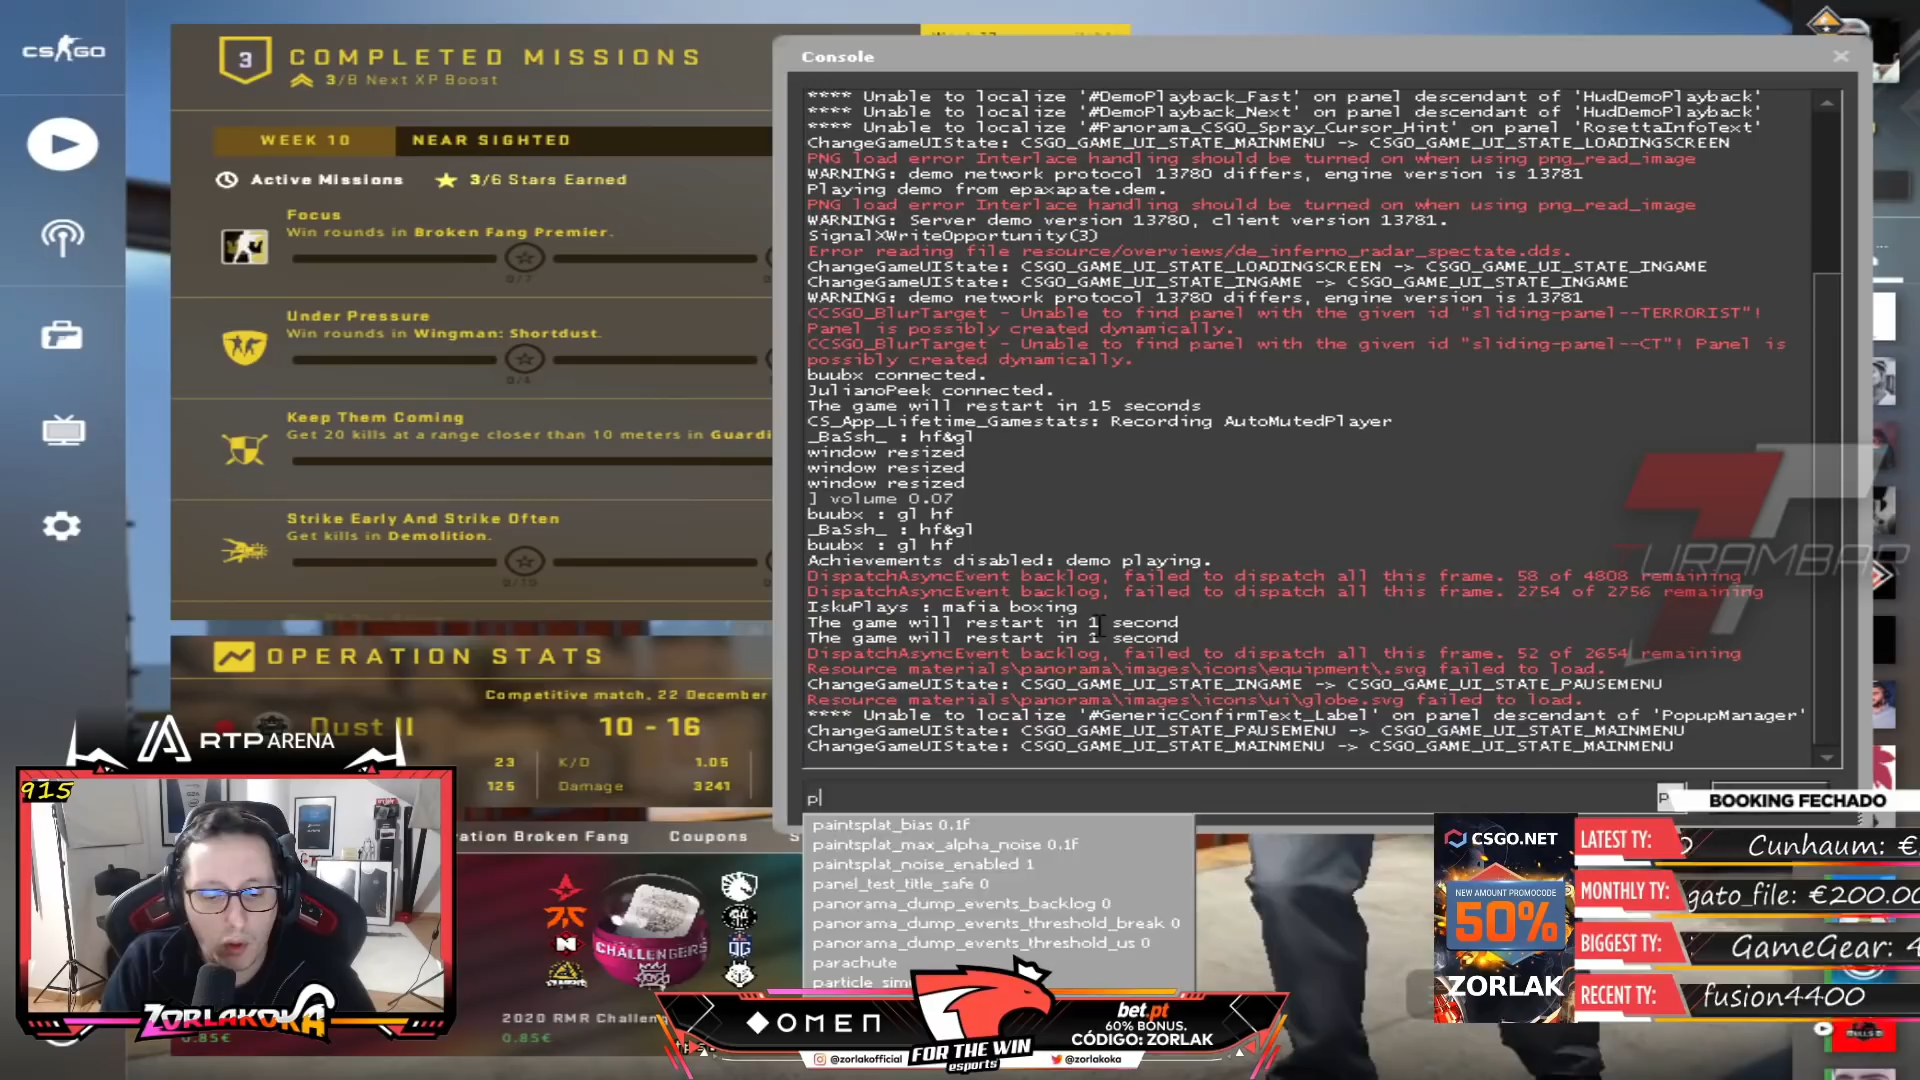 CS:GO
3
COMPLETED MISSIONS
3/8 Next XP Boost
WEEK 10
NEAR SIGHTED
Active Missions
3/6 Stars Earned
Focus
Win rounds in Broken Fang Premier.
0/7
Under Pressure
Win rounds in Wingman: Shortdust.
0/4
Keep Them Coming
Get 20 kills at a range closer than 10 meters in Guardi
Strike Early And Strike Often
Get kills in Demolition.
0/10
OPERATION STATS
Competitive match, 22 December
Dust II
10 - 16
23
K/D
1.05
125
Damage
3241
Console
**** Unable to localize '#DemoPlayback_Fast' on panel descendant of 'HudDemoPlayback'
**** Unable to localize '#DemoPlayback_Next' on panel descendant of 'HudDemoPlayback'
**** Unable to localize '#Panorama_CSGO_Spray_Cursor_Hint' on panel 'RosettaInfoText'
ChangeGameUIState: CSGO_GAME_UI_STATE_MAINMENU -> CSGO_GAME_UI_STATE_LOADINGSCREEN
PNG load error Interlace handling should be turned on when using png_read_image
WARNING: demo network protocol 13780 differs, engine version is 13781
Playing demo from epaxapate.dem.
PNG load error Interlace handling should be turned on when using png_read_image
WARNING: Server demo version 13780, client version 13781.
SignalXWriteOpportunity(3)
Error reading file resource/overviews/de_inferno_radar_spectate.dds.
ChangeGameUIState: CSGO_GAME_UI_STATE_LOADINGSCREEN -> CSGO_GAME_UI_STATE_INGAME
ChangeGameUIState: CSGO_GAME_UI_STATE_INGAME -> CSGO_GAME_UI_STATE_INGAME
WARNING: demo network protocol 13780 differs, engine version is 13781
CCSGO_BlurTarget - Unable to find panel with the given id "sliding-panel--TERRORIST"!
Panel is possibly created dynamically.
CCSGO_BlurTarget - Unable to find panel with the given id "sliding-panel--CT"! Panel is
possibly created dynamically.
buubx connected.
JulianoPeek connected.
The game will restart in 15 seconds
CS_App_Lifetime_Gamestats: Recording AutoMutedPlayer
_BaSsh_ : hf&gl
window resized
window resized
window resized
] volume 0.07
buubx : gl hf
_BaSsh_ : hf&gl
buubx : gl hf
Achievements disabled: demo playing.
DispatchAsyncEvent backlog, failed to dispatch all this frame. 58 of 4808 remaining
DispatchAsyncEvent backlog, failed to dispatch all this frame. 2754 of 2756 remaining
IskuPlays : mafia boxing
The game will restart in 1 second
The game will restart in 1 second
DispatchAsyncEvent backlog, failed to dispatch all this frame. 52 of 2654 remaining
Resource materials\panorama\images\icons\equipment\.svg failed to load.
ChangeGameUIState: CSGO_GAME_UI_STATE_INGAME -> CSGO_GAME_UI_STATE_PAUSEMENU
Resource materials\panorama\images\icons\ui\globe.svg failed to load.
**** Unable to localize '#GenericConfirmText_Label' on panel descendant of 'PopupManager'
ChangeGameUIState: CSGO_GAME_UI_STATE_PAUSEMENU -> CSGO_GAME_UI_STATE_MAINMENU
ChangeGameUIState: CSGO_GAME_UI_STATE_MAINMENU -> CSGO_GAME_UI_STATE_MAINMENU
pl
paintsplat_bias 0.1f
paintsplat_max_alpha_noise 0.1f
paintsplat_noise_enabled 1
panel_test_title_safe 0
panorama_dump_events_backlog 0
panorama_dump_events_threshold_break 0
panorama_dump_events_threshold_us 0
parachute
particle_simu
TURAMBAR
RTP ARENA
915
ZORLAKOKA
ation Broken Fang
Coupons
S
CHALLENGERS
OG
2020 RMR Challeng
0.85€
0.85€
OMEN
FOR THE WIN
esports
bet.pt
60% BONUS.
CÓDIGO: ZORLAK
@zorlakofficial
@zorlakoka
CSGO.NET
NEW AMOUNT PROMOCODE
50%
ZORLAK
BOOKING FECHADO
LATEST TY:
Cunhaum: €
MONTHLY TY:
gato_file: €200.00
BIGGEST TY:
GameGear: 4
RECENT TY:
fusion4400